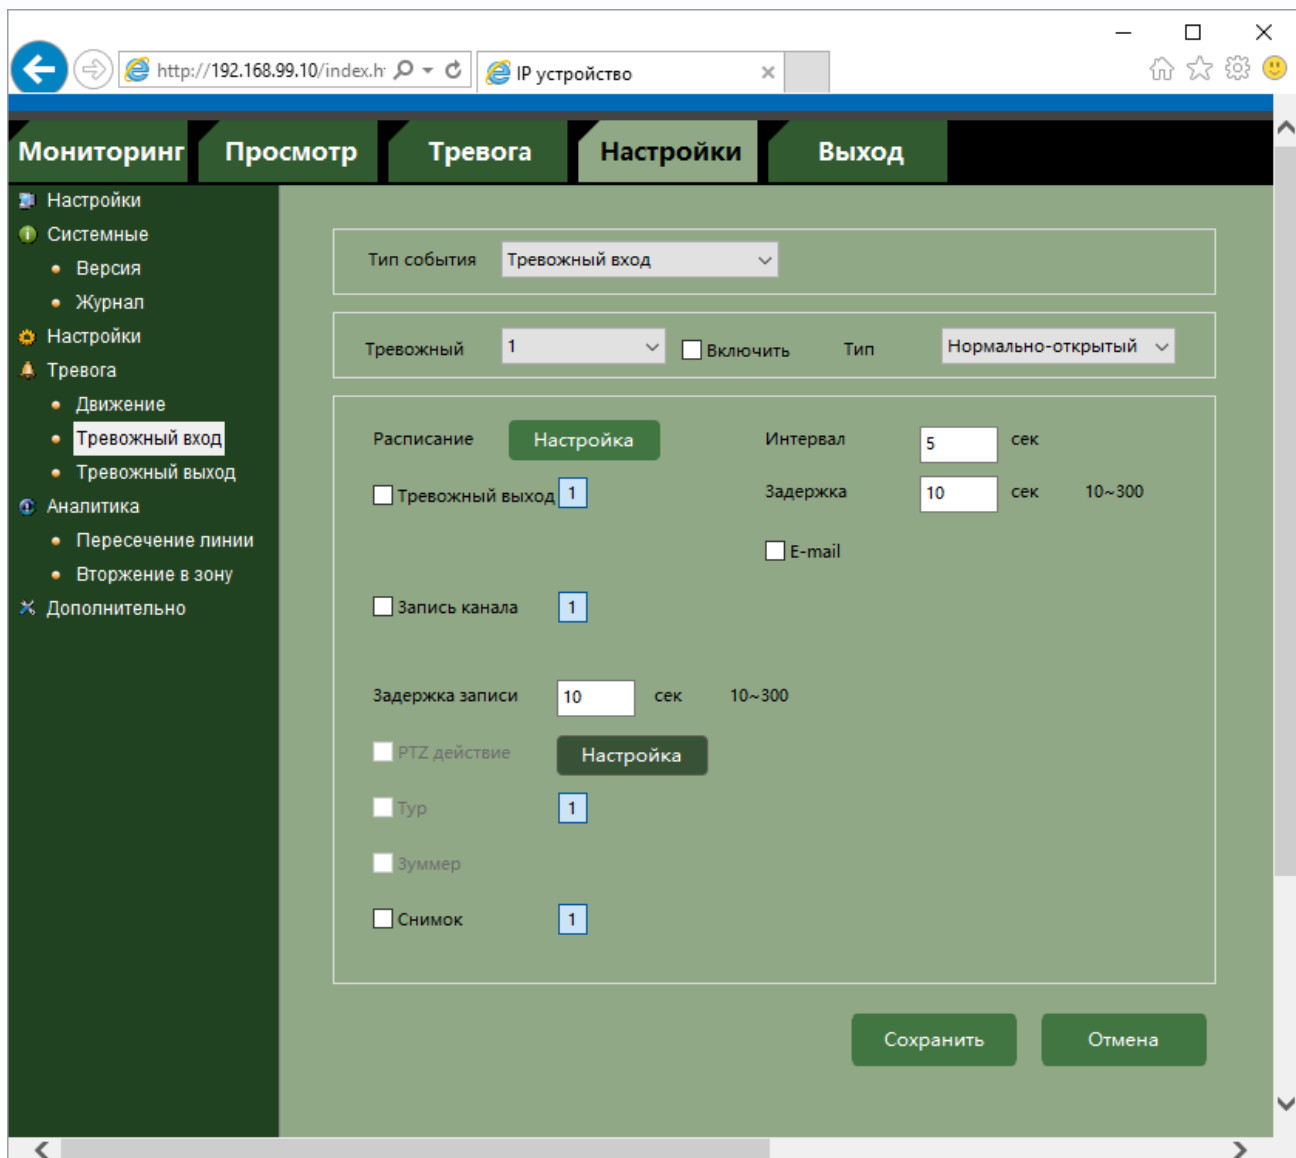 http://192.168.99.10/index.h
IP устройство
Мониторинг Просмотр Тревога Настройки Выход
Настройки
Системные
Версия
Журнал
Настройки
Тревога
Движение
Тревожный вход
Тревожный выход
Аналитика
Пересечение линии
Вторжение в зону
Дополнительно
Тип события Тревожный вход
Тревожный 1 Включить Тип Нормально-открытый
Расписание Настройка Интервал 5 сек
Тревожный выход 1 Задержка 10 сек 10~300
E-mail
Запись канала 1
Задержка записи 10 сек 10~300
PTZ действие Настройка
Тур 1
Зуммер
Снимок 1
Сохранить Отмена